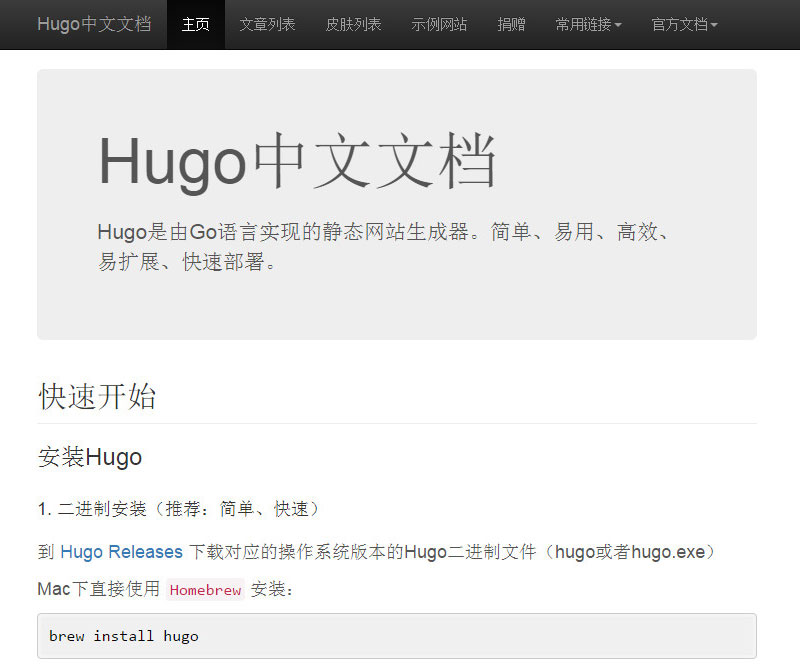 Hugo中文文档 主页 文章列表 皮肤列表 示例网站 捐赠 常用链接 官方文档
Hugo中文文档
Hugo是由Go语言实现的静态网站生成器。简单、易用、高效、
易扩展、快速部署。
快速开始
安装Hugo
1. 二进制安装（推荐：简单、快速）
到 Hugo Releases 下载对应的操作系统版本的Hugo二进制文件（hugo或者hugo.exe）
Mac下直接使用 Homebrew 安装：
brew install hugo